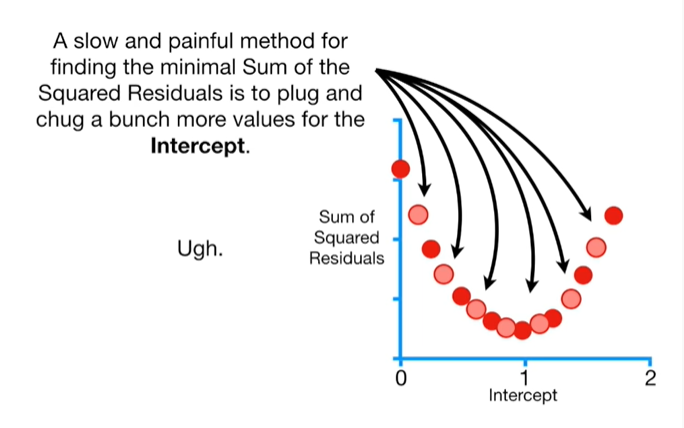 A slow and painful method for
finding the minimal Sum of the
Squared Residuals is to plug and
chug a bunch more values for the
Intercept.
Ugh.
Sum of
Squared
Residuals
0
1
2
Intercept